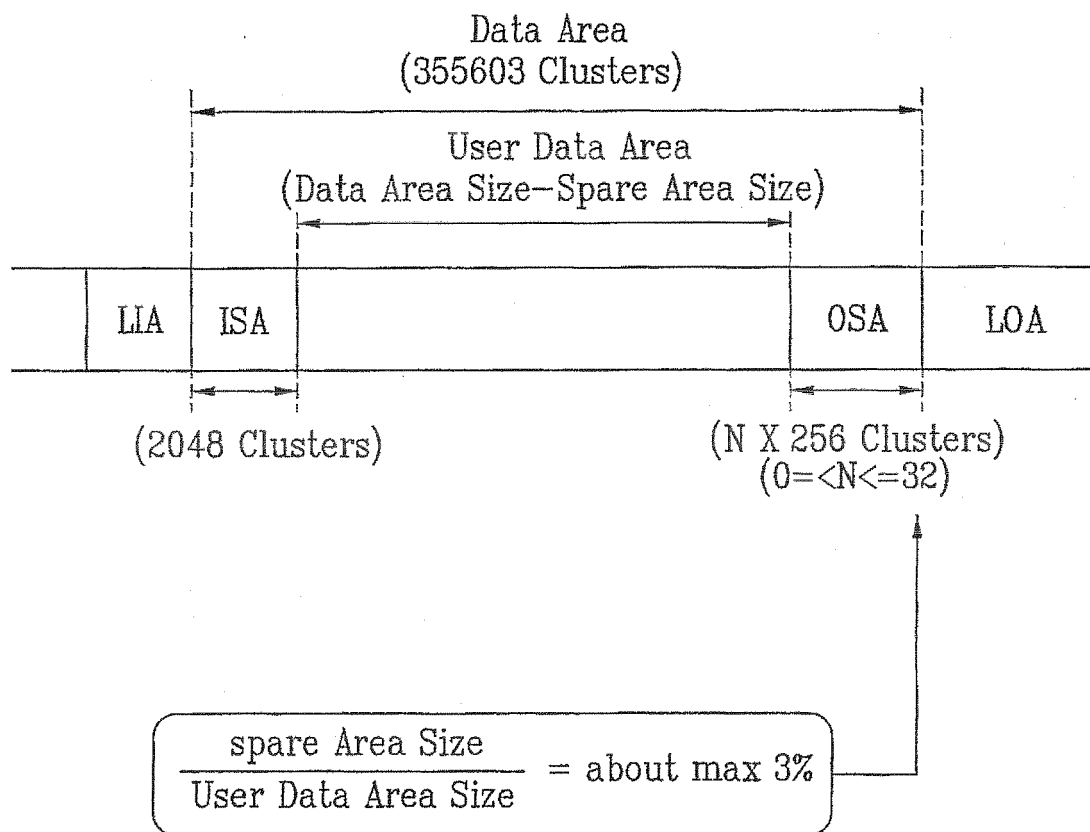 Data Area
(355603 Clusters)
User Data Area
(Data Area Size-Spare Area Size)
LIA
ISA
OSA
LOA
(2048 Clusters)
(N X 256 Clusters)
(0=<N<=32)
spare Area Size
User Data Area Size
= about max 3%